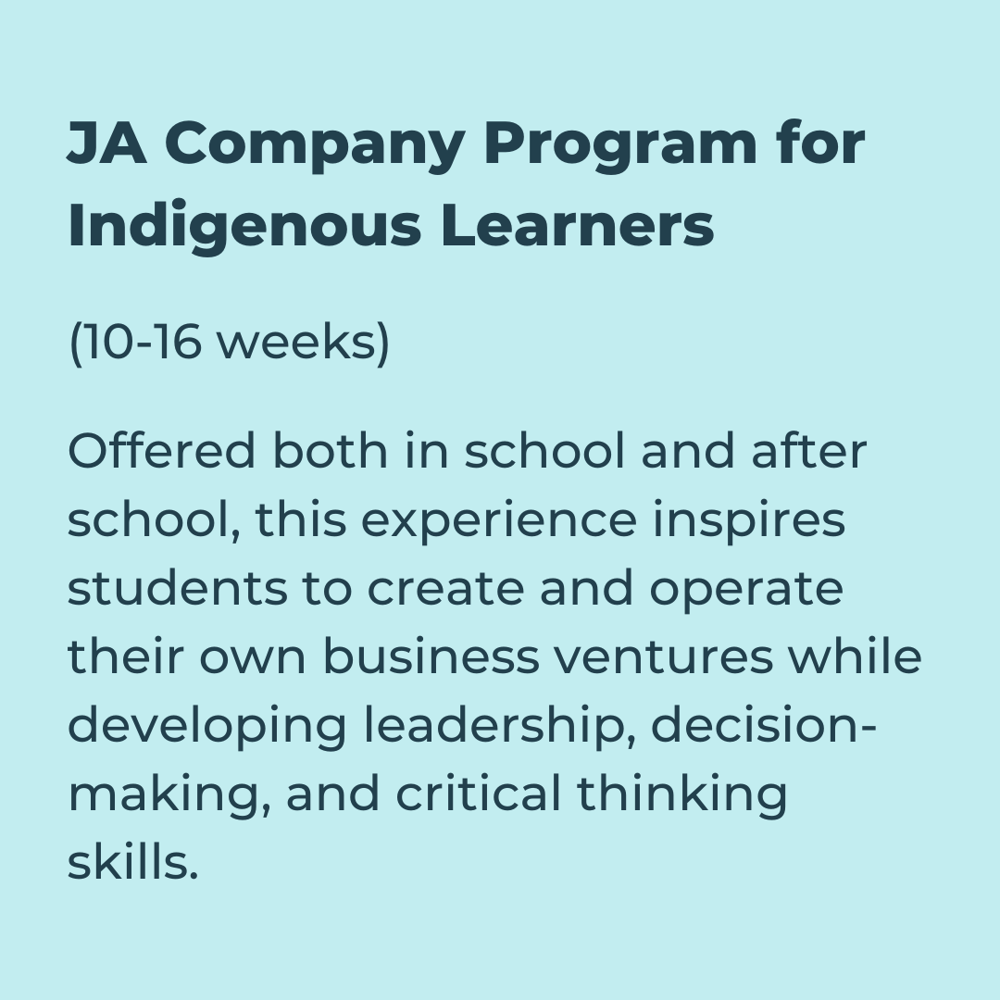 JA Company Program for
Indigenous Learners
(10-16 weeks)
Offered both in school and after
school, this experience inspires
students to create and operate
their own business ventures while
developing leadership, decision-
making, and critical thinking
skills.